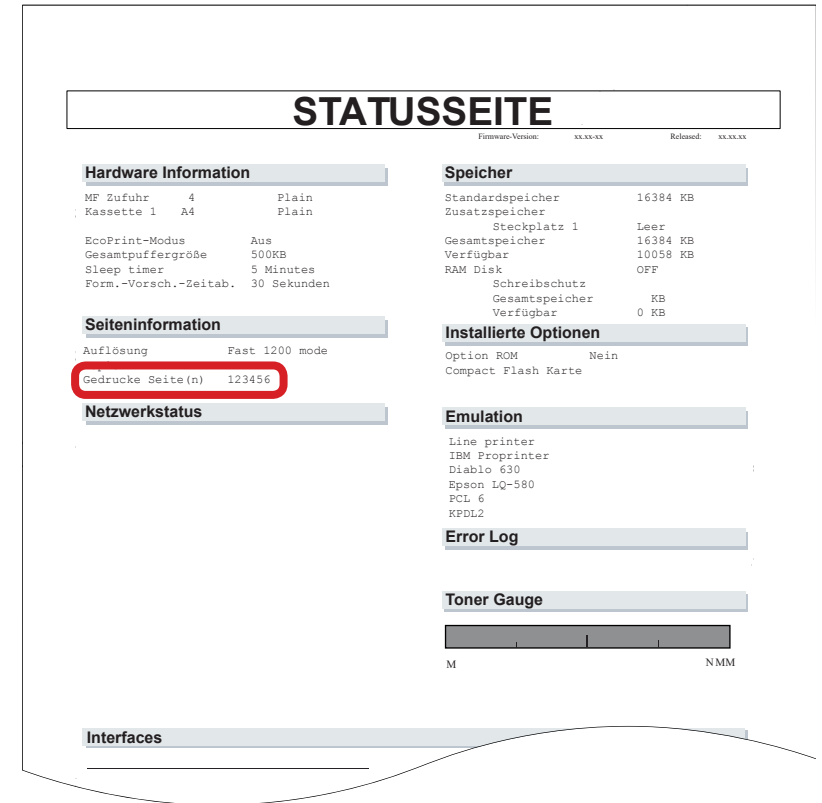 STATUSSEITE
Firmware-Version: xx.xx-xx Released: xx.xx.xx
Hardware Information
MF Zufuhr 4 Plain
Kassette 1 A4 Plain
EcoPrint-Modus Aus
Gesamtpuffergröße 500KB
Sleep timer 5 Minutes
Form.-Vorsch.-Zeitab. 30 Sekunden
Seiteninformation
Auflösung Fast 1200 mode
Gedrucke Seite(n) 123456
Netzwerkstatus
Speicher
Standardspeicher 16384 KB
Zusatzspeicher
Steckplatz 1 Leer
Gesamtspeicher 16384 KB
Verfügbar 10058 KB
RAM Disk OFF
Schreibschutz
Gesamtspeicher KB
Verfügbar 0 KB
Installierte Optionen
Option ROM Nein
Compact Flash Karte
Emulation
Line printer
IBM Proprinter
Diablo 630
Epson LQ-580
PCL 6
KPDL2
Error Log
Toner Gauge
M NMM
Interfaces